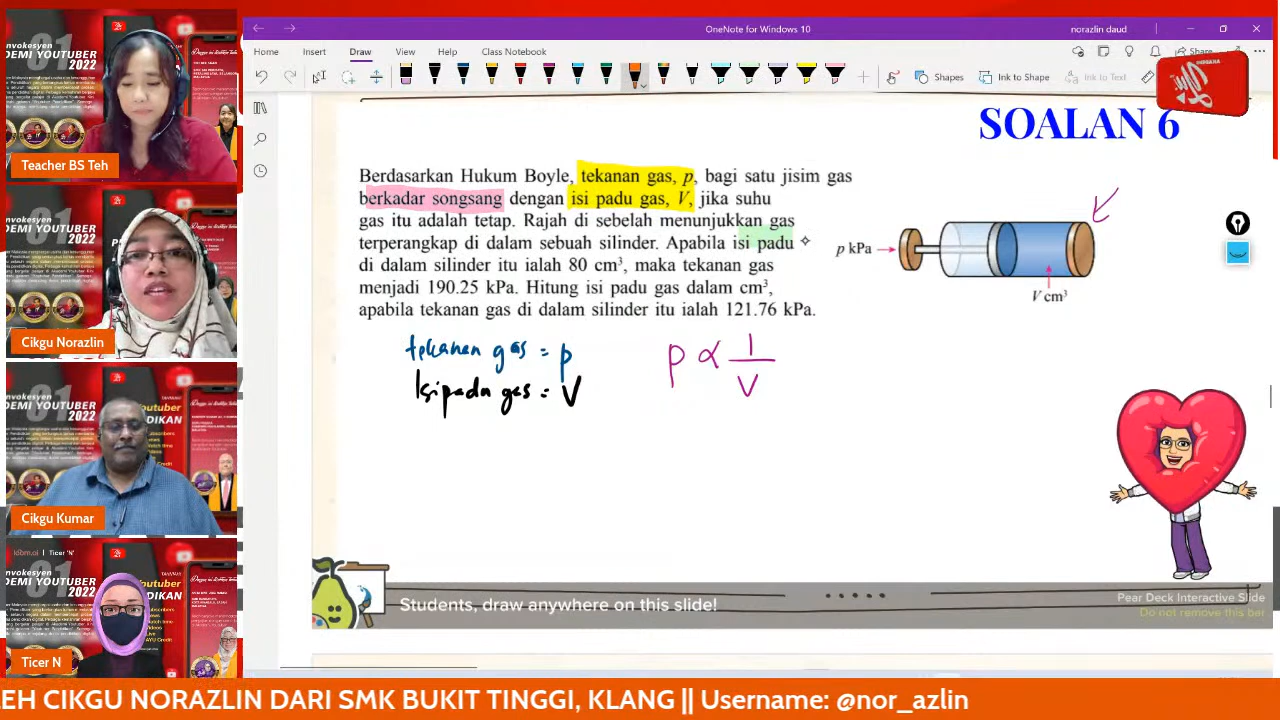 OneNote for Windows 10
norazlin daud
Home Insert Draw View Help Class Notebook
Share
Shapes
Ink to Shape
Ink to Text
SOALAN 6
Berdasarkan Hukum Boyle, tekanan gas, p, bagi satu jisim gas
berkadar songsang dengan isi padu gas, V, jika suhu
gas itu adalah tetap. Rajah di sebelah menunjukkan gas
terperangkap di dalam sebuah silinder. Apabila isi padu
di dalam silinder itu ialah 80 cm³, maka tekanan gas
menjadi 190.25 kPa. Hitung isi padu gas dalam cm³,
apabila tekanan gas di dalam silinder itu ialah 121.76 kPa.
p kPa
V cm³
tekanan gas = p
Isipadu gas = V
p ∝ 1/V
Students, draw anywhere on this slide!
Pear Deck Interactive Slide
Do not remove this bar
Teacher BS Teh
Cikgu Norazlin
Cikgu Kumar
Ticer N
LEH CIKGU NORAZLIN DARI SMK BUKIT TINGGI, KLANG || Username: @nor_azlin